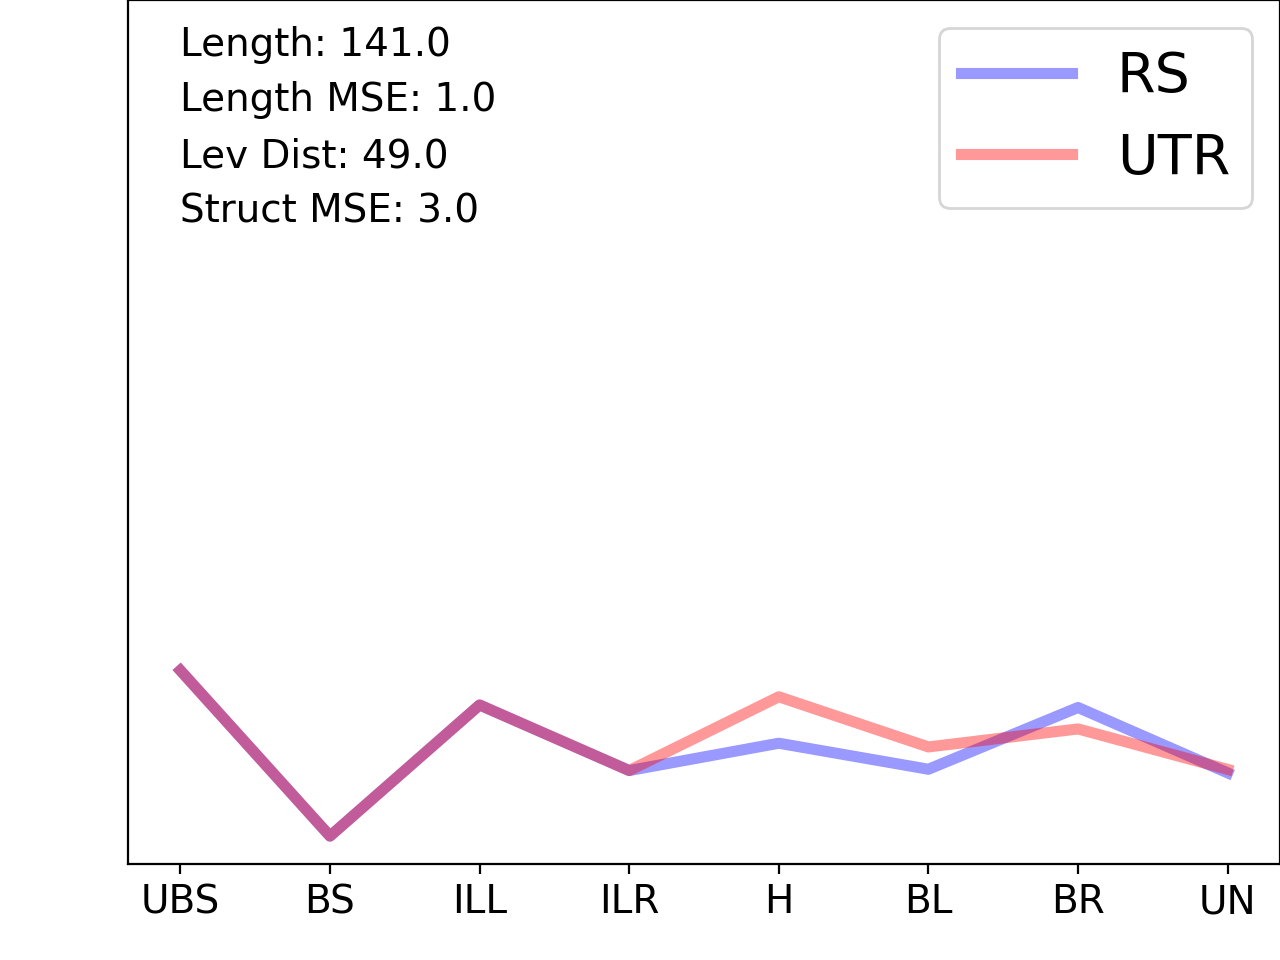 Length: 141.0
Length MSE: 1.0
Lev Dist: 49.0
Struct MSE: 3.0
RS
UTR
UBS BS ILL ILR H BL BR UN